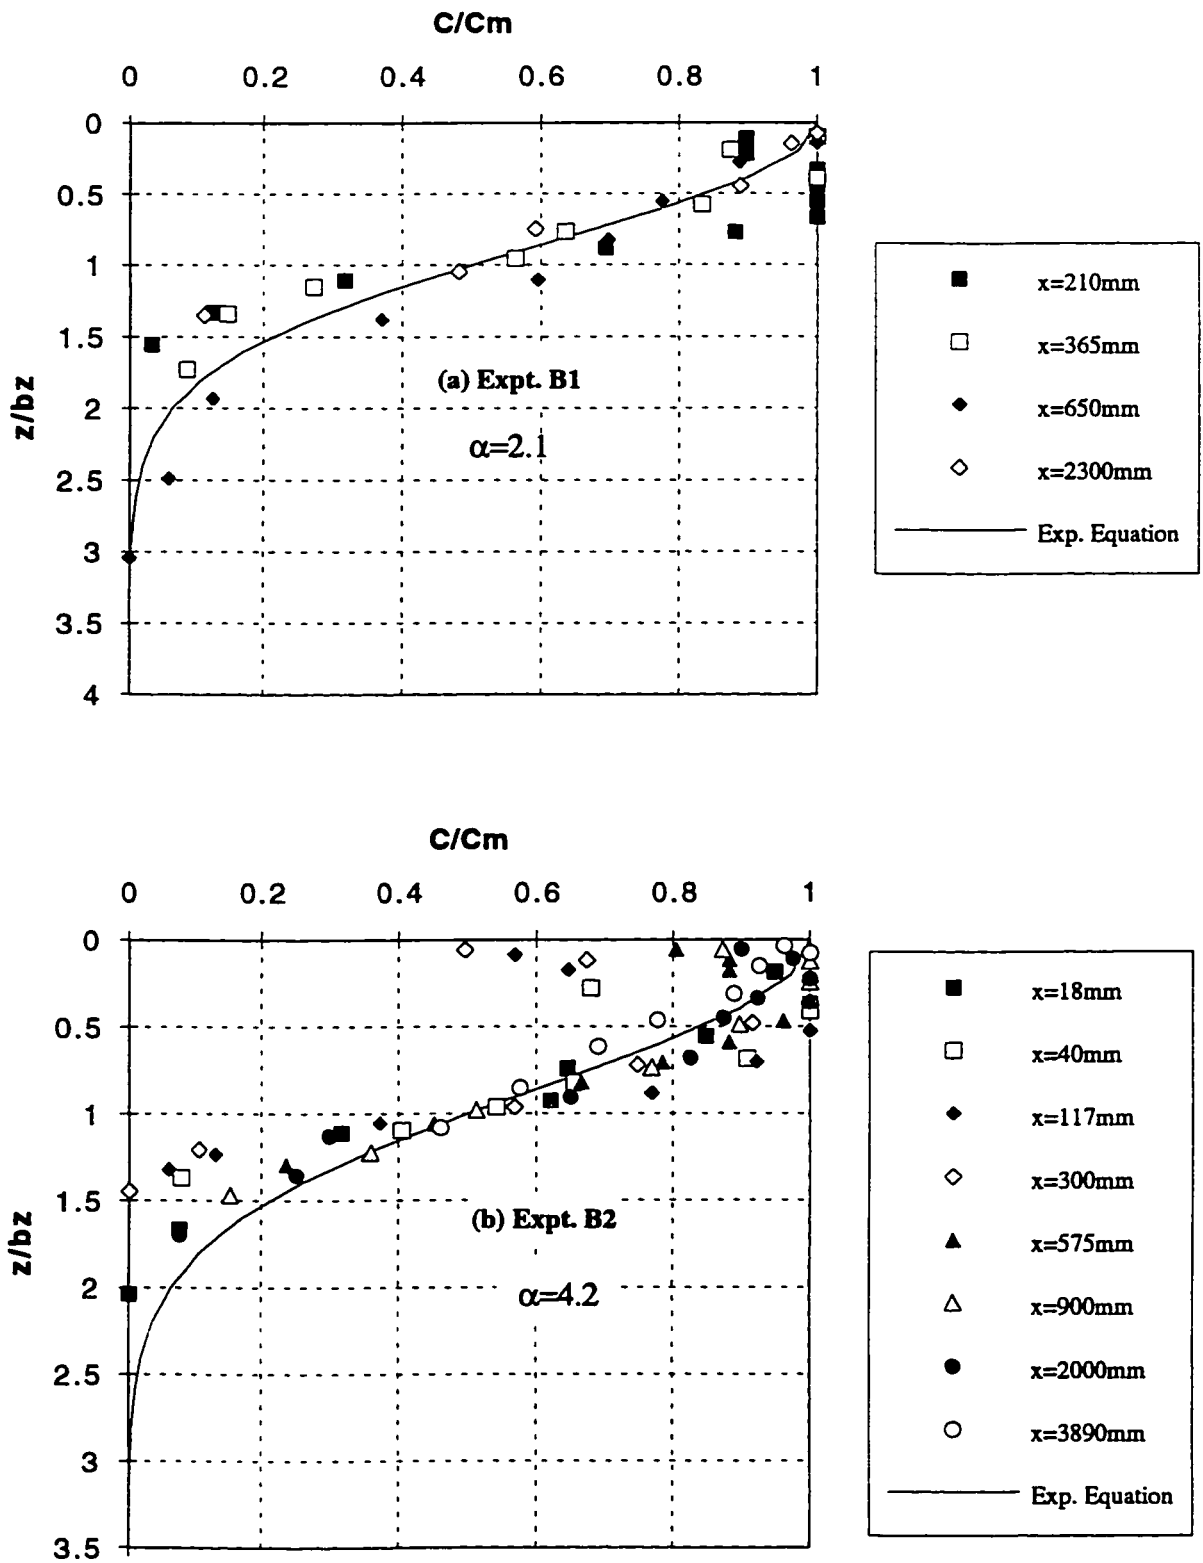 C/Cm
0 0.2 0.4 0.6 0.8 1
0
0.5
1
1.5
2
2.5
3
3.5
4
z/bz
(a) Expt. B1
α=2.1
x=210mm
x=365mm
x=650mm
x=2300mm
Exp. Equation
C/Cm
0 0.2 0.4 0.6 0.8 1
0
0.5
1
1.5
2
2.5
3
3.5
z/bz
(b) Expt. B2
α=4.2
x=18mm
x=40mm
x=117mm
x=300mm
x=575mm
x=900mm
x=2000mm
x=3890mm
Exp. Equation